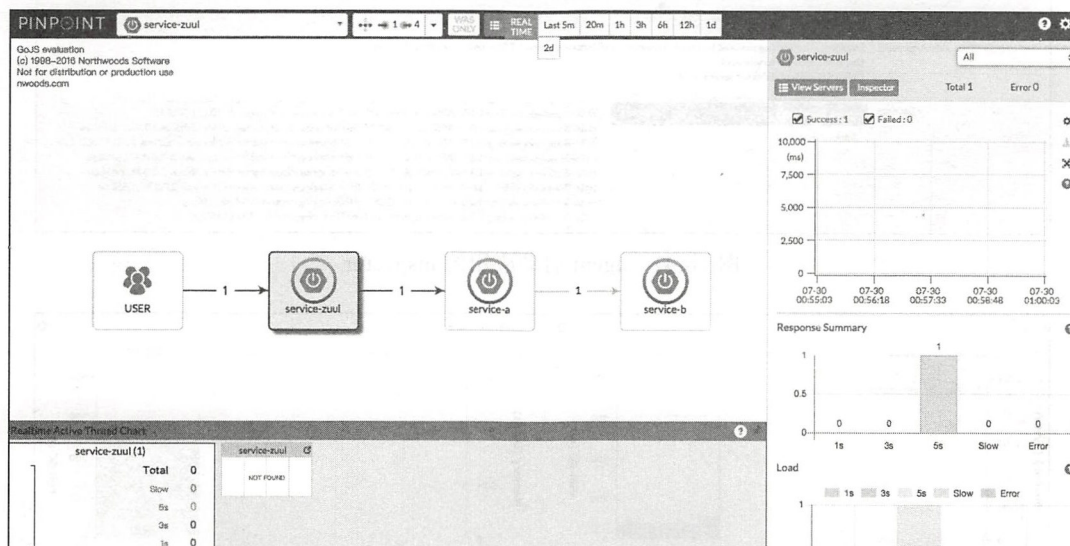 PINPOINT service-zuul 1 4 WAS ONLY REAL TIME Last 5m 20m 1h 3h 6h 12h 1d
2d
GoJS evaluation
(c) 1998-2016 Northwoods Software
Not for distribution or production use
nwoods.com
USER
1
service-zuul
1
service-a
1
service-b
service-zuul All
View Servers Inspector Total 1 Error 0
Success : 1 Failed : 0
10,000
(ms)
7,500
5,000
2,500
0
07-30 07-30 07-30 07-30 07-30
00:55:03 00:56:18 00:57:33 00:58:48 01:00:03
Response Summary
1
1
0.5
0
0 0 0 0
1s 3s 5s Slow Error
Load
1s 3s 5s Slow Error
1
Realtime Active Thread Chart
service-zuul (1)
Total 0
Slow 0
5s 0
3s 0
1s 0
service-zuul
NOT FOUND